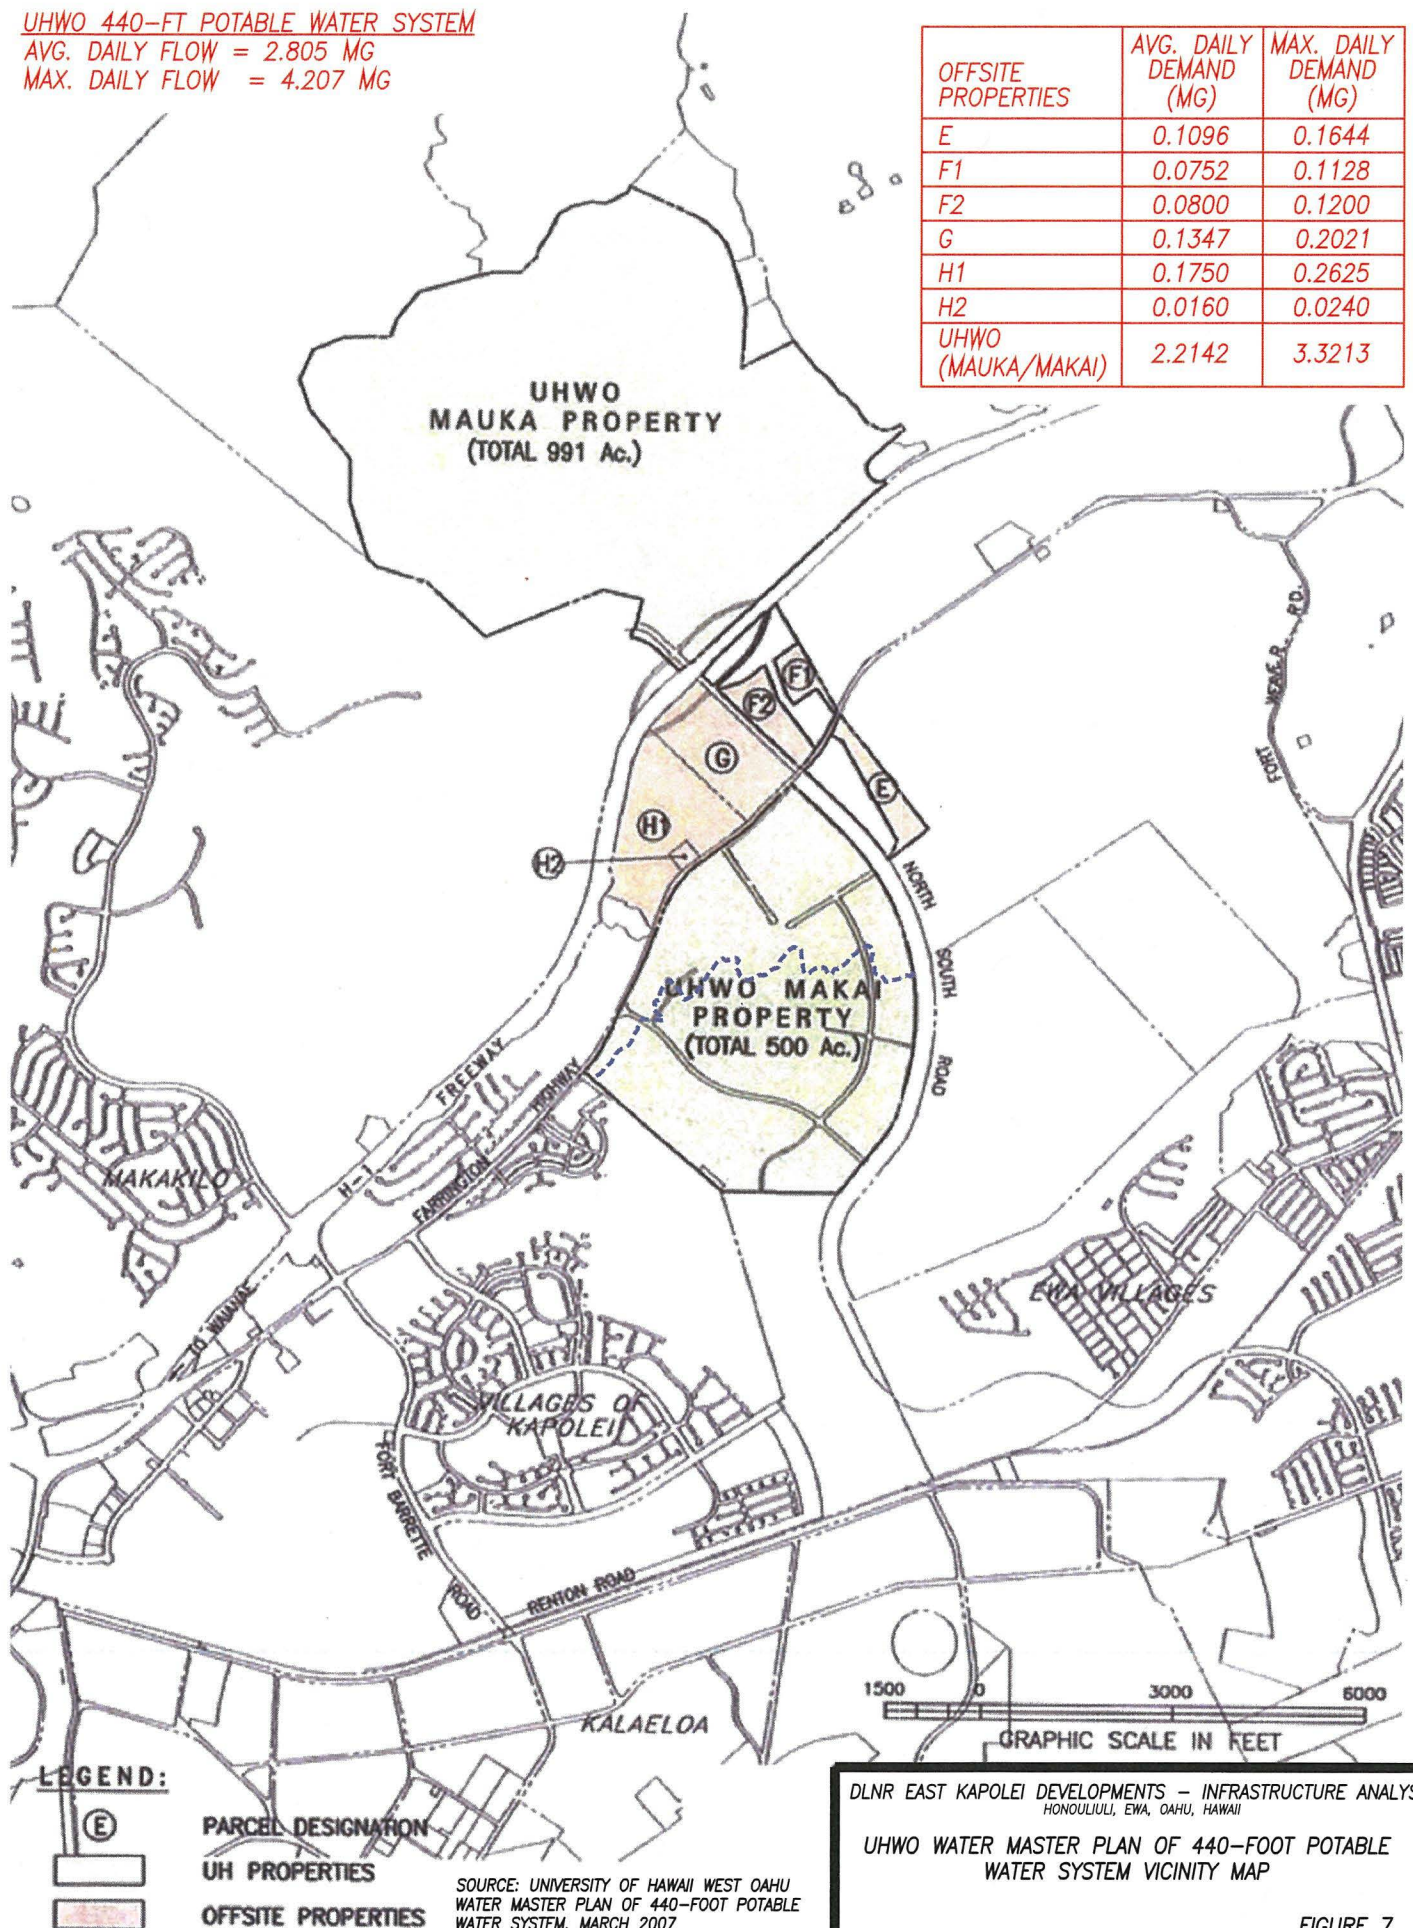 UHWO 440-FT POTABLE WATER SYSTEM
AVG. DAILY FLOW = 2.805 MG
MAX. DAILY FLOW = 4.207 MG
OFFSITE PROPERTIES AVG. DAILY DEMAND (MG) MAX. DAILY DEMAND (MG)
E 0.1096 0.1644
F1 0.0752 0.1128
F2 0.0800 0.1200
G 0.1347 0.2021
H1 0.1750 0.2625
H2 0.0160 0.0240
UHWO (MAUKA/MAKAI) 2.2142 3.3213
UHWO
MAUKA PROPERTY
(TOTAL 991 Ac.)
FORT WEAVER RD.
F1
F2
G
E
H1
H2
NORTH SOUTH ROAD
UHWO MAKAI
PROPERTY
(TOTAL 500 Ac.)
H-1 FREEWAY
FARRINGTON HIGHWAY
MAKAKILO
TO WAIANAE
EWA VILLAGES
VILLAGES OF
KAPOLEI
FORT BARRETTE ROAD
RENTON ROAD
KALAELOA
1500 0 3000 6000
GRAPHIC SCALE IN FEET
LEGEND:
E PARCEL DESIGNATION
UH PROPERTIES
OFFSITE PROPERTIES
SOURCE: UNIVERSITY OF HAWAII WEST OAHU
WATER MASTER PLAN OF 440-FOOT POTABLE
WATER SYSTEM, MARCH 2007
DLNR EAST KAPOLEI DEVELOPMENTS – INFRASTRUCTURE ANALYS
HONOULIULI, EWA, OAHU, HAWAII
UHWO WATER MASTER PLAN OF 440-FOOT POTABLE
WATER SYSTEM VICINITY MAP
FIGURE 7